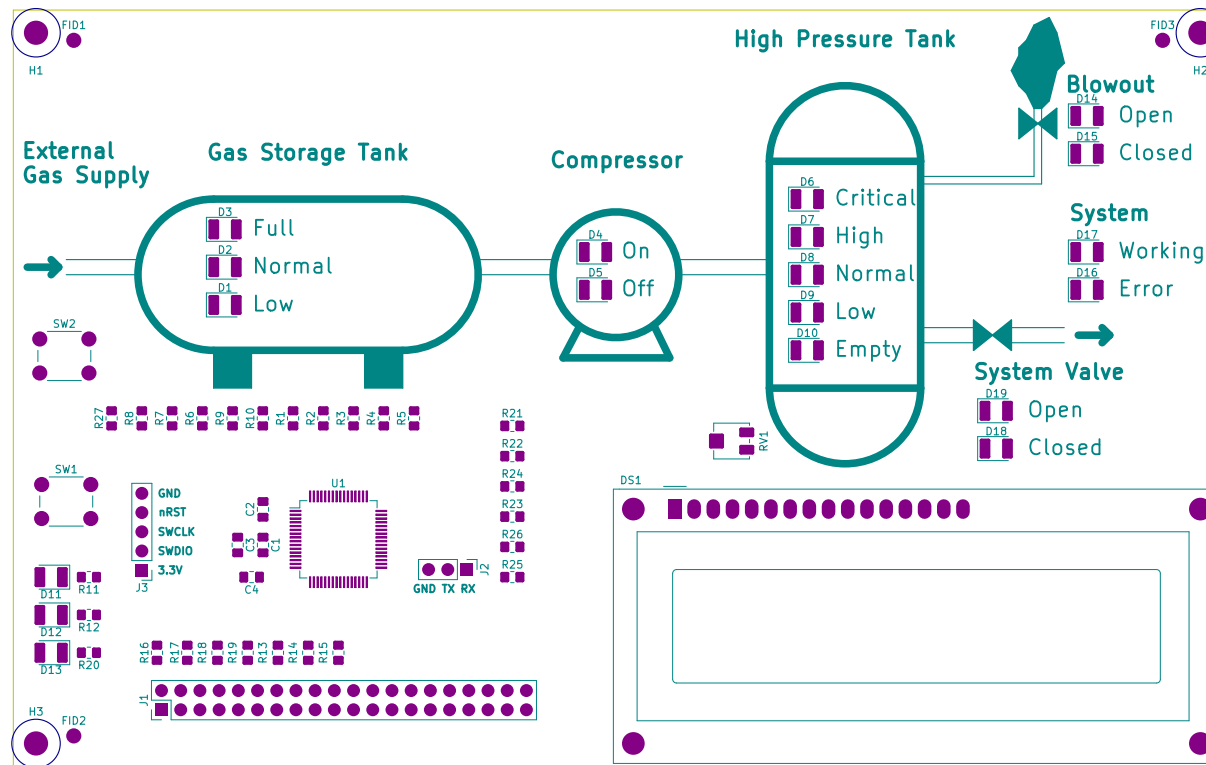 FID1
FID3
High Pressure Tank
H1
H2
Blowout
D14
Open
D15
Closed
External
Gas Supply
Gas Storage Tank
Compressor
D6
Critical
D7
High
D8
Normal
D9
Low
D10
Empty
D3
Full
D2
Normal
D1
Low
D4
On
D5
Off
System
D17
Working
D16
Error
SW2
System Valve
D19
Open
D18
Closed
R27
R8
R7
R6
R9
R10
R1
R2
R3
R4
R5
R21
R22
R24
R23
R26
R25
RV1
SW1
GND
nRST
SWCLK
SWDIO
3.3V
J3
U1
C2
C3
C1
C4
J2
GND TX RX
DS1
D11
R11
D12
R12
D13
R20
R16
R17
R18
R19
R13
R14
R15
J1
H3
FID2